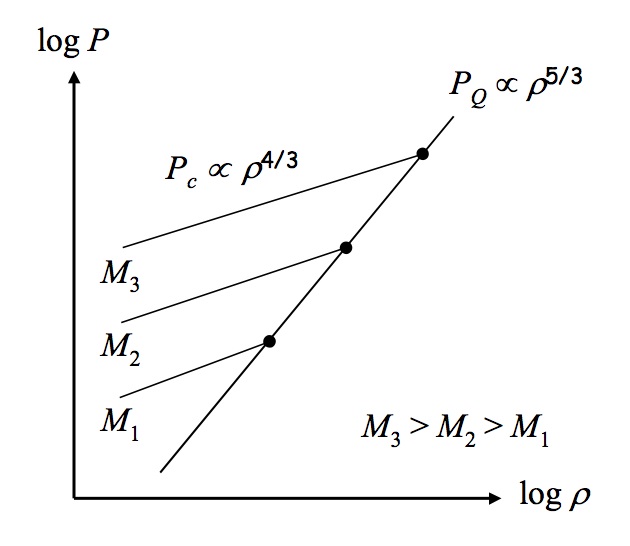 log P
P_Q ∝ ρ^{5/3}
P_c ∝ ρ^{4/3}
M_3
M_2
M_1
M_3 > M_2 > M_1
log ρ